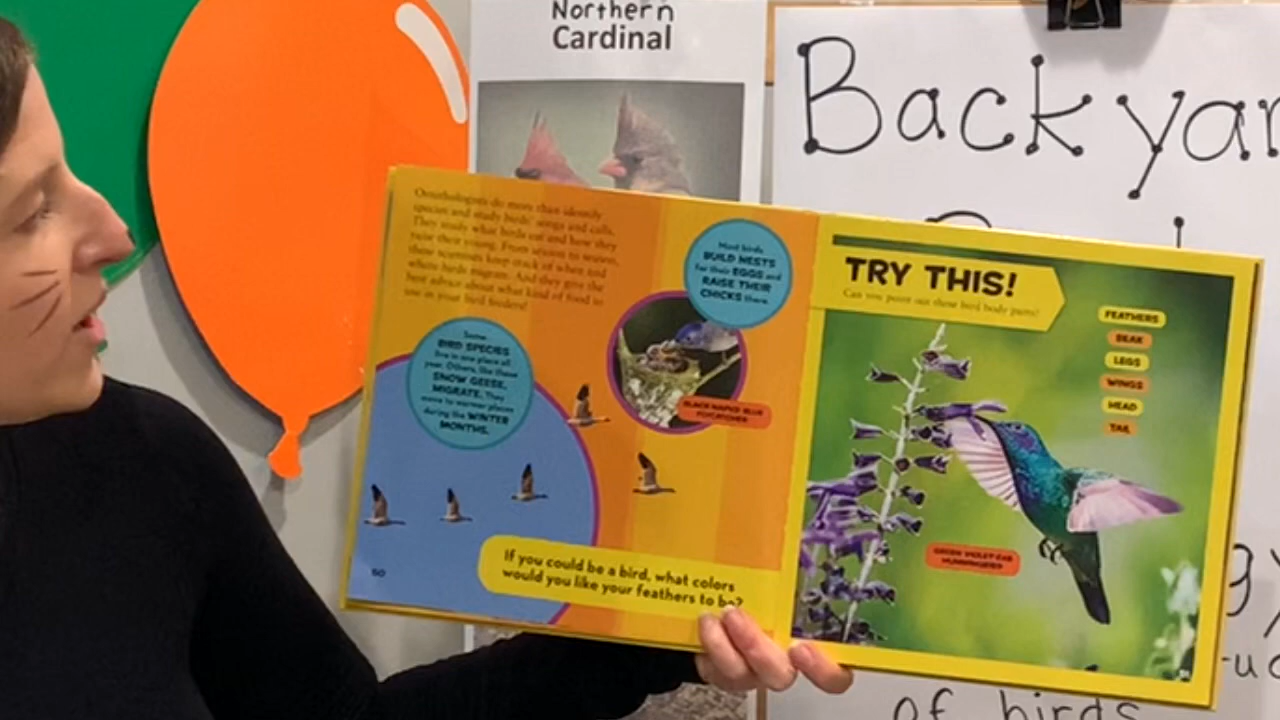 Northern
Cardinal
Backyar
Ornithologists do more than identify
species and study birds' songs and calls.
They study what birds eat and how they
raise their young. From season to season,
these scientists keep track of when and
where birds migrate. And they give the
best advice about what kind of food to
use in your bird feeders!
Most birds
BUILD NESTS
for their EGGS and
RAISE THEIR
CHICKS there.
Some
BIRD SPECIES
live in one place all
year. Others, like these
SNOW GEESE,
MIGRATE. They
move to warmer places
during the WINTER
MONTHS.
BLACK-NAPED BLUE
FLYCATCHER
If you could be a bird, what colors
would you like your feathers to be?
60
TRY THIS!
Can you point out these bird body parts?
FEATHERS
BEAK
LEGS
WINGS
HEAD
TAIL
GREEN VIOLET-EAR
HUMMINGBIRD
of birds